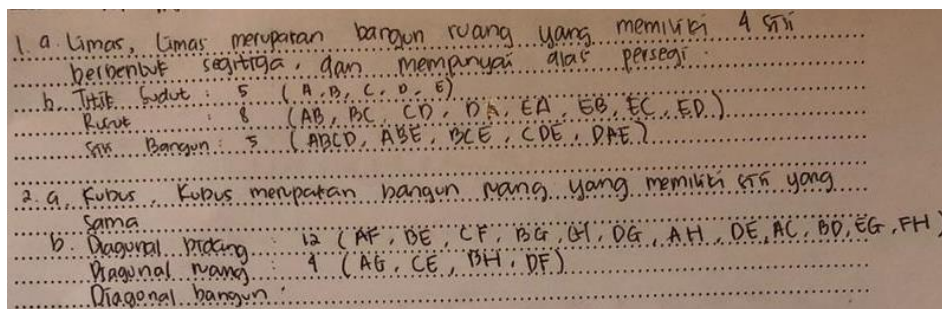 1. a. Limas, Limas merupakan bangun ruang yang memiliki 4 sisi
berbentuk segitiga, dan mempunyai alas persegi.
b. Titik Sudut : 5 (A, B, C, D, E)
Rusuk : 8 (AB, BC, CD, DA, EA, EB, EC, ED)
Sisi Bangun : 5 (ABCD, ABE, BCE, CDE, DAE)
2. a. Kubus, Kubus merupakan bangun ruang yang memiliki sisi yang
sama
b. Diagonal bidang : 12 (AF, BE, CF, BG, CH, DG, AH, DE, AC, BD, EG, FH)
Diagonal ruang : 4 (AG, CE, BH, DF)
Diagonal bangun :